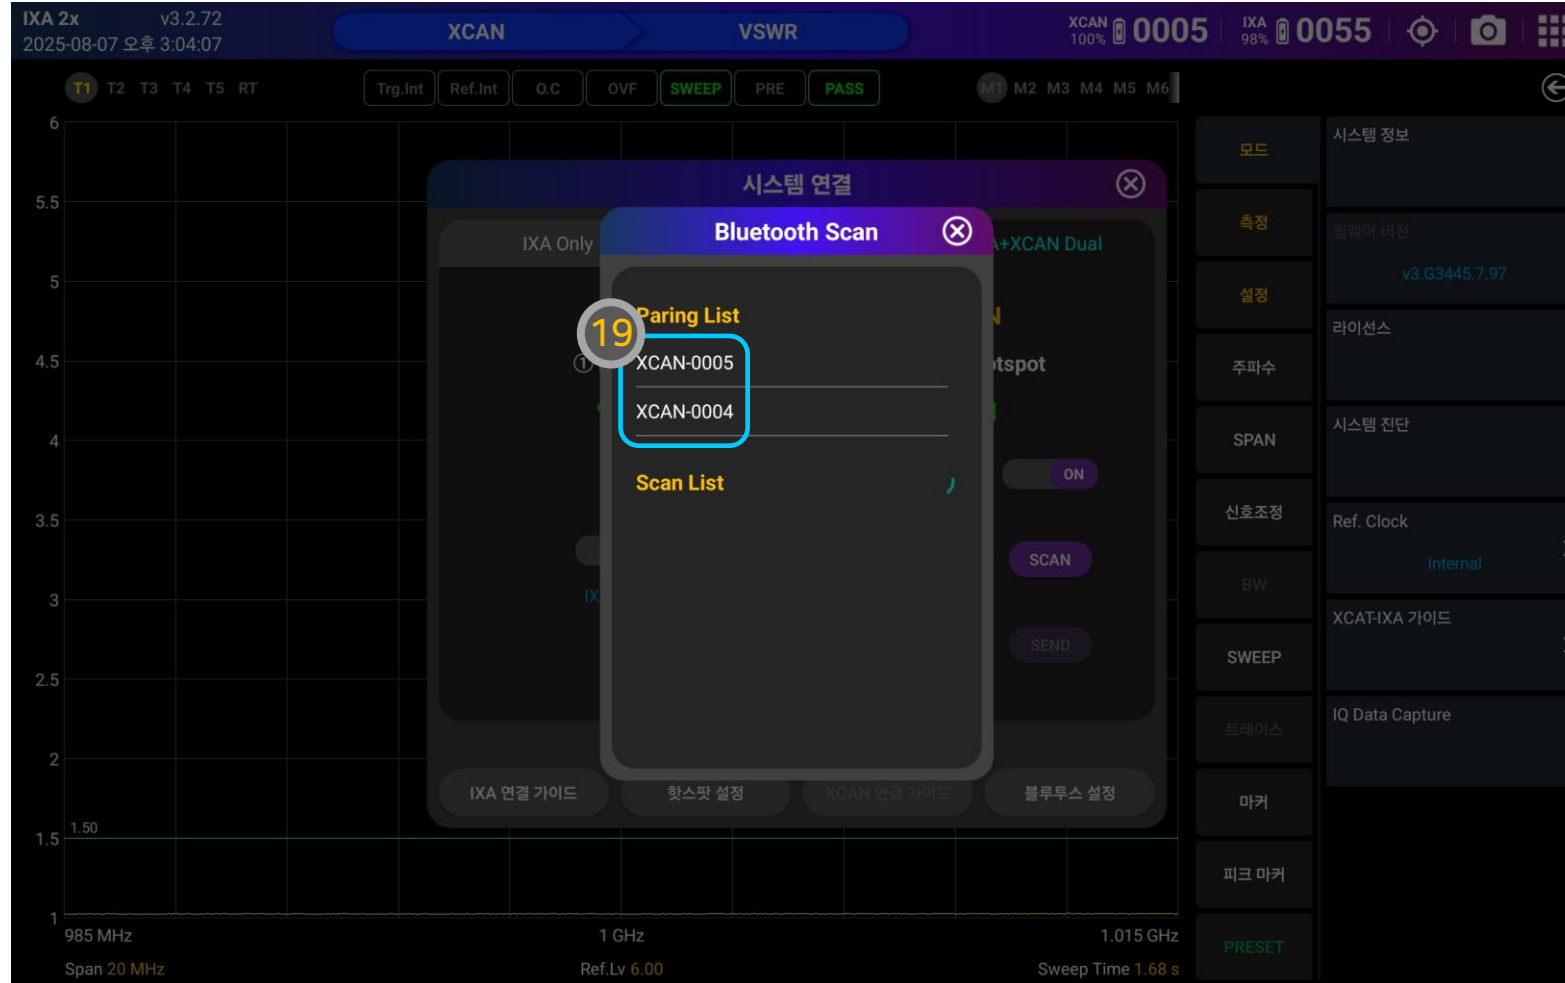 IXA 2x v3.2.72
2025-08-07 오후 3:04:07
XCAN VSWR
XCAN 100% 0005 IXA 98% 0055
T1 T2 T3 T4 T5 RT
Trg.Int Ref.Int O.C OVF SWEEP PRE PASS
M1 M2 M3 M4 M5 M6
6
5.5
5
4.5
4
3.5
3
2.5
2
1.5
1
1.50
시스템 연결
IXA Only
A+XCAN Dual
N
①
otspot
ON
SCAN
IX
SEND
Bluetooth Scan
Paring List
19
XCAN-0005
XCAN-0004
Scan List
IXA 연결 가이드 핫스팟 설정 XCAN 연결 가이드 블루투스 설정
모드
측정
설정
주파수
SPAN
신호조정
BW
SWEEP
트레이스
마커
피크 마커
PRESET
시스템 정보
펌웨어 버전
v3.G3445.7.97
라이선스
시스템 진단
Ref. Clock
Internal
XCAT-IXA 가이드
IQ Data Capture
985 MHz 1 GHz 1.015 GHz
Span 20 MHz Ref.Lv 6.00 Sweep Time 1.68 s